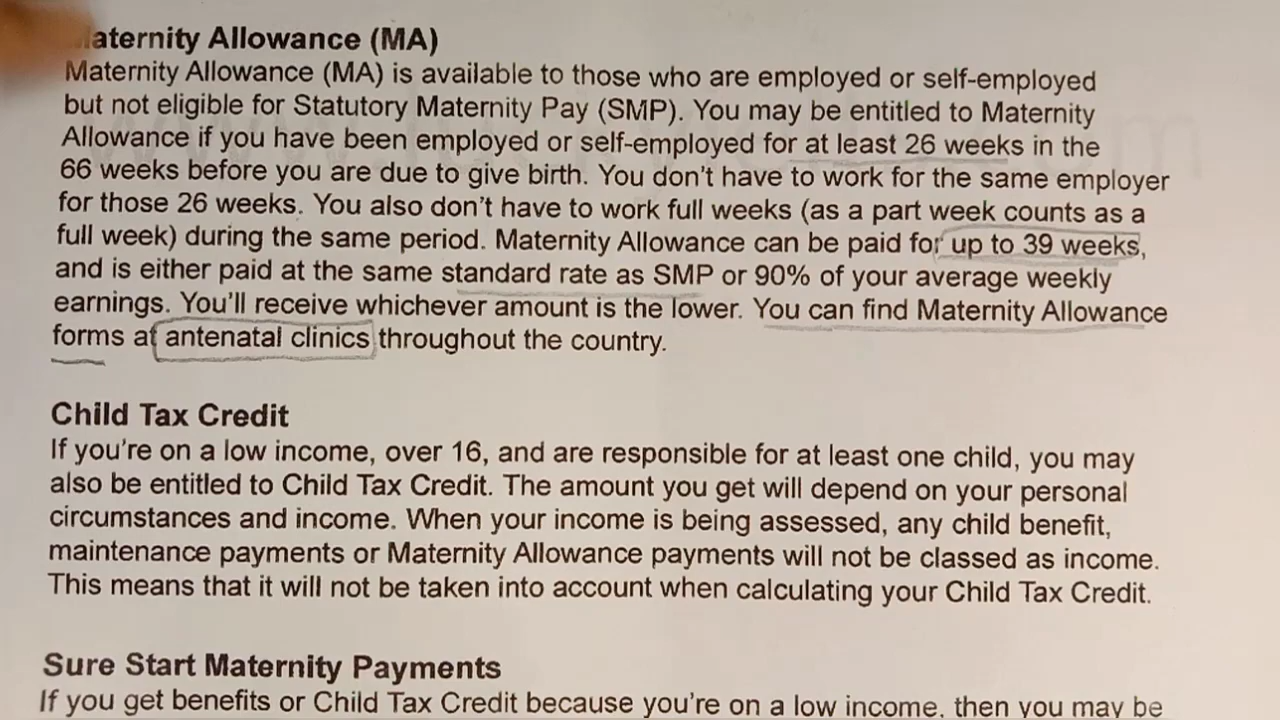 Maternity Allowance (MA)
Maternity Allowance (MA) is available to those who are employed or self-employed
but not eligible for Statutory Maternity Pay (SMP). You may be entitled to Maternity
Allowance if you have been employed or self-employed for at least 26 weeks in the
66 weeks before you are due to give birth. You don't have to work for the same employer
for those 26 weeks. You also don't have to work full weeks (as a part week counts as a
full week) during the same period. Maternity Allowance can be paid for up to 39 weeks,
and is either paid at the same standard rate as SMP or 90% of your average weekly
earnings. You'll receive whichever amount is the lower. You can find Maternity Allowance
forms at antenatal clinics throughout the country.
Child Tax Credit
If you're on a low income, over 16, and are responsible for at least one child, you may
also be entitled to Child Tax Credit. The amount you get will depend on your personal
circumstances and income. When your income is being assessed, any child benefit,
maintenance payments or Maternity Allowance payments will not be classed as income.
This means that it will not be taken into account when calculating your Child Tax Credit.
Sure Start Maternity Payments
If you get benefits or Child Tax Credit because you're on a low income, then you may be